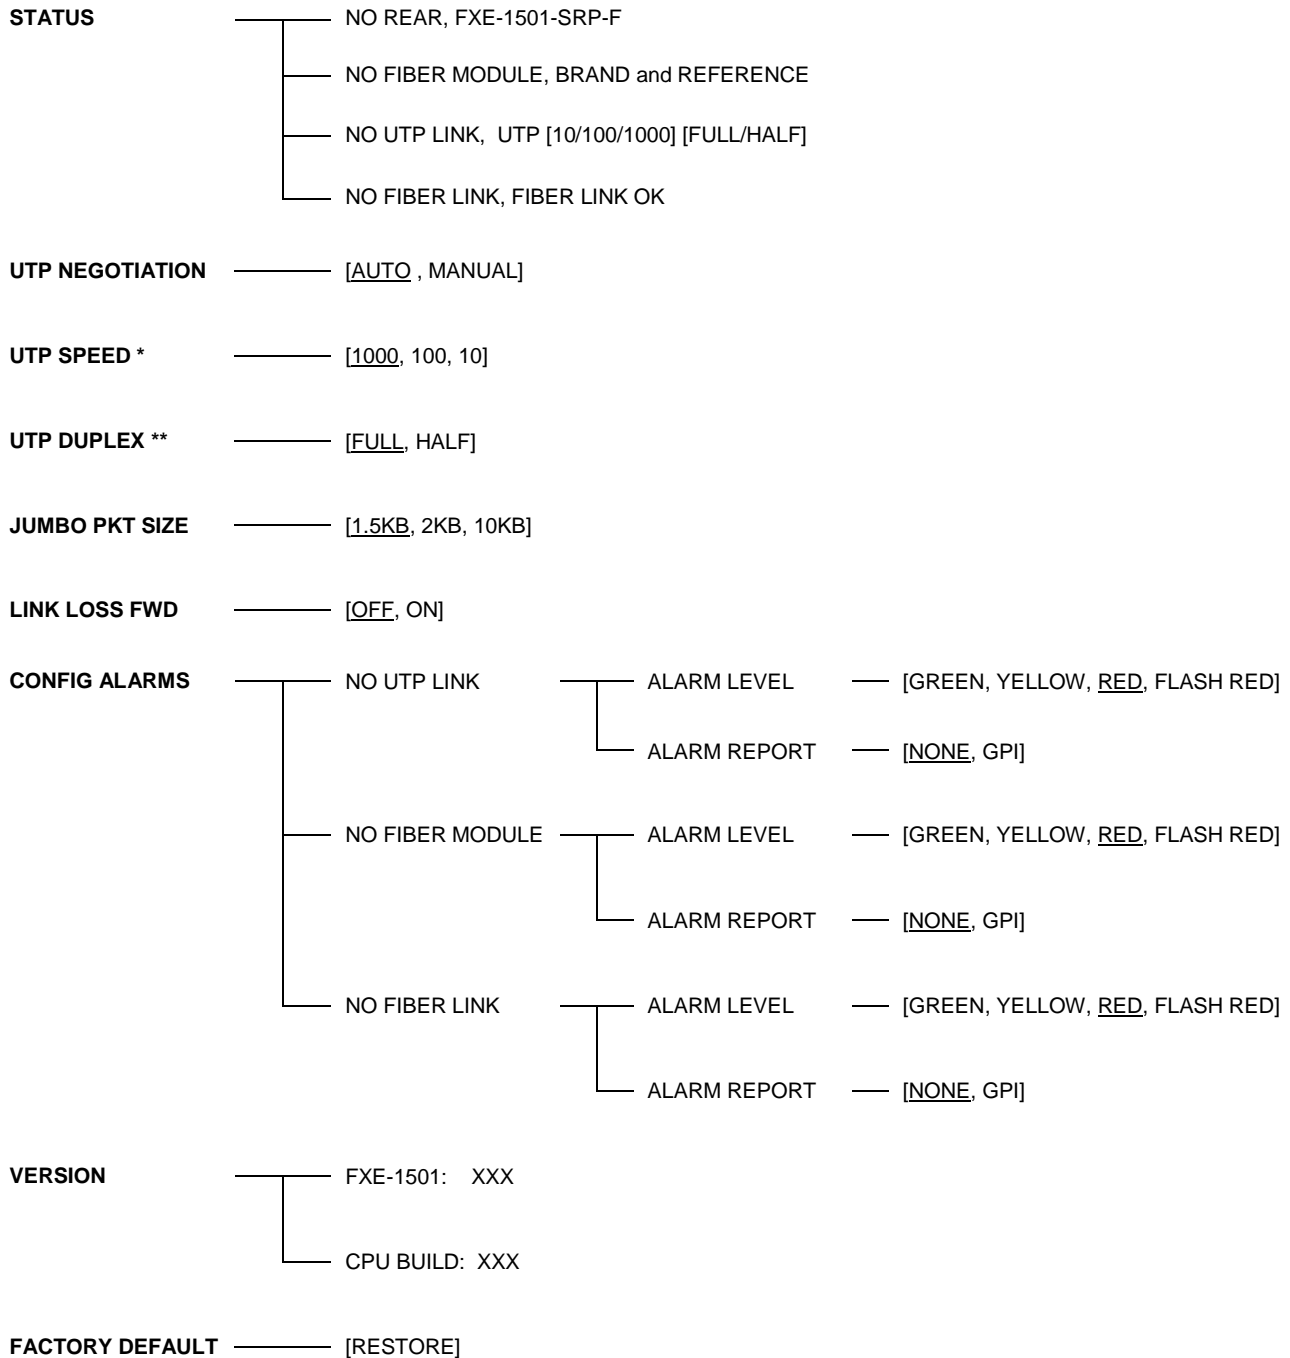 STATUS NO REAR, FXE-1501-SRP-F
NO FIBER MODULE, BRAND and REFERENCE
NO UTP LINK, UTP [10/100/1000] [FULL/HALF]
NO FIBER LINK, FIBER LINK OK
UTP NEGOTIATION [AUTO , MANUAL]
UTP SPEED * [1000, 100, 10]
UTP DUPLEX ** [FULL, HALF]
JUMBO PKT SIZE [1.5KB, 2KB, 10KB]
LINK LOSS FWD [OFF, ON]
CONFIG ALARMS NO UTP LINK ALARM LEVEL [GREEN, YELLOW, RED, FLASH RED]
ALARM REPORT [NONE, GPI]
NO FIBER MODULE ALARM LEVEL [GREEN, YELLOW, RED, FLASH RED]
ALARM REPORT [NONE, GPI]
NO FIBER LINK ALARM LEVEL [GREEN, YELLOW, RED, FLASH RED]
ALARM REPORT [NONE, GPI]
VERSION FXE-1501: XXX
CPU BUILD: XXX
FACTORY DEFAULT [RESTORE]